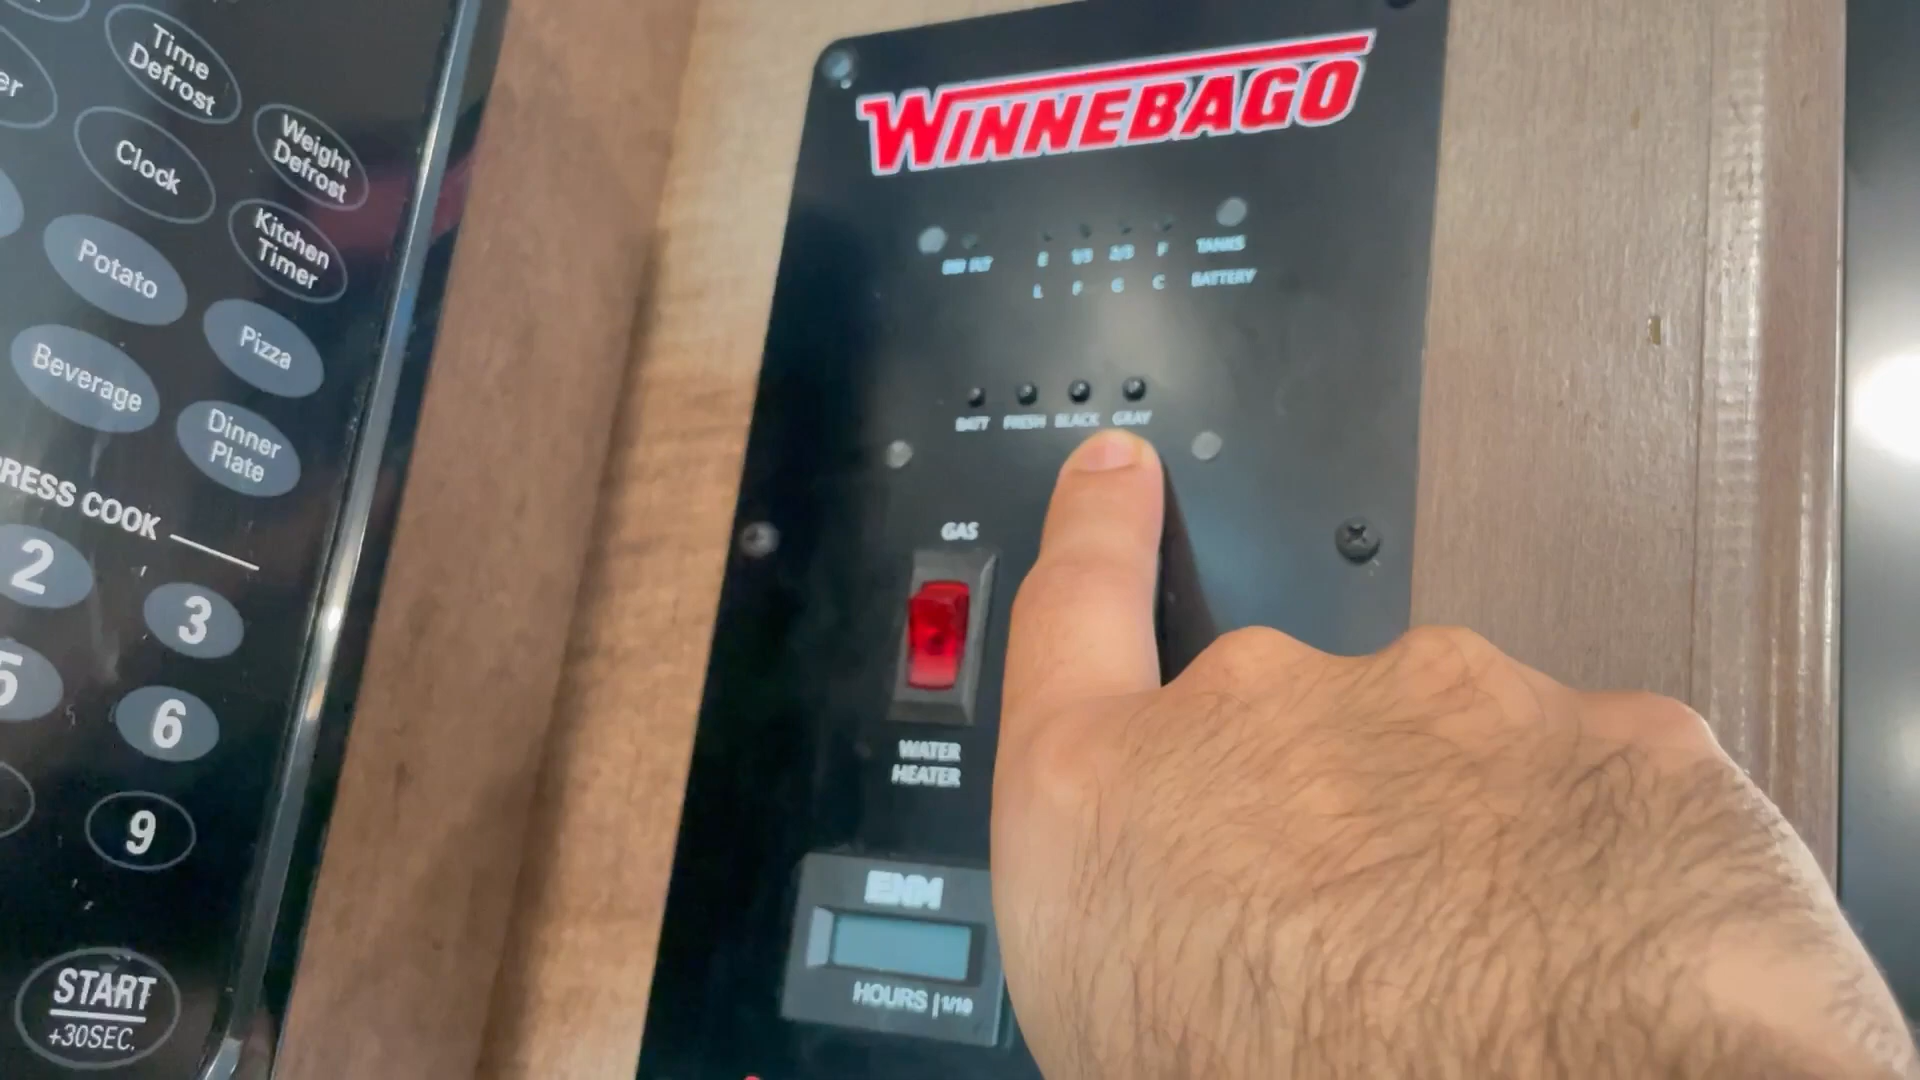 Time
Defrost
er
Clock
Weight
Defrost
Potato
Kitchen
Timer
Beverage
Pizza
Dinner
Plate
PRESS COOK
2
3
5
6
9
START
+30SEC.
WINNEBAGO
E 1/3 2/3 F TANKS
L F G C BATTERY
BATT FRESH BLACK GRAY
GAS
WATER
HEATER
ENM
HOURS | 1/10